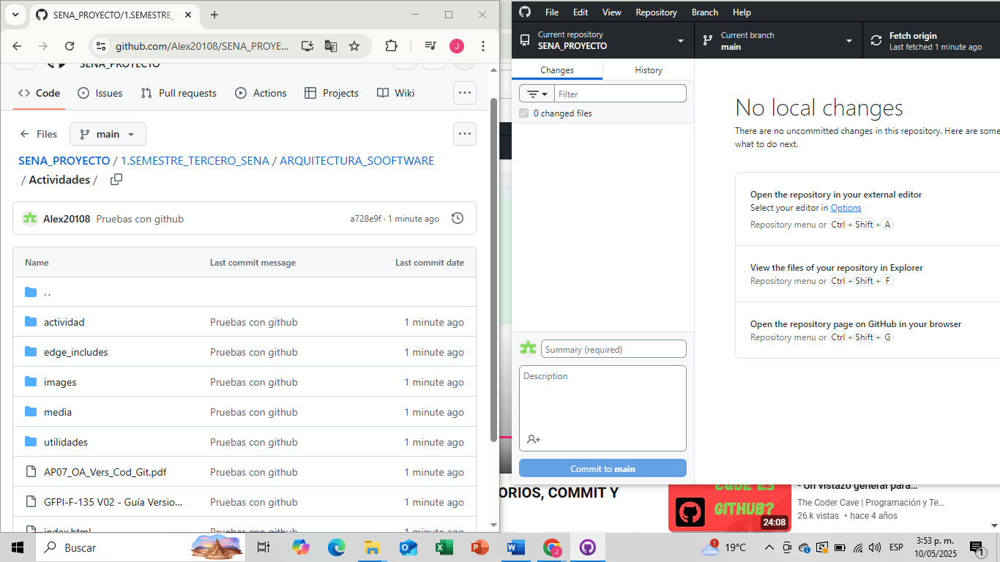 SENA_PROYECTO/1.SEMESTRE_
github.com/Alex20108/SENA_PROYE...
J
SENA_PROYECTO
Code
Issues
Pull requests
Actions
Projects
Wiki
Files
main
SENA_PROYECTO / 1.SEMESTRE_TERCERO_SENA / ARQUITECTURA_SOOFTWARE
/ Actividades /
Alex20108 Pruebas con github a728e9f · 1 minute ago
Name Last commit message Last commit date
..
actividad Pruebas con github 1 minute ago
edge_includes Pruebas con github 1 minute ago
images Pruebas con github 1 minute ago
media Pruebas con github 1 minute ago
utilidades Pruebas con github 1 minute ago
AP07_OA_Vers_Cod_Git.pdf Pruebas con github 1 minute ago
GFPI-F-135 V02 - Guía Versio... Pruebas con github 1 minute ago
index.html Pruebas con github 1 minute ago
File Edit View Repository Branch Help
Current repository
SENA_PROYECTO
Current branch
main
Fetch origin
Last fetched 1 minute ago
Changes
History
Filter
0 changed files
No local changes
There are no uncommitted changes in this repository. Here are some
what to do next.
Open the repository in your external editor
Select your editor in Options
Repository menu or Ctrl + Shift + A
View the files of your repository in Explorer
Repository menu or Ctrl + Shift + F
Open the repository page on GitHub in your browser
Repository menu or Ctrl + Shift + G
Summary (required)
Description
Commit to main
ORIOS, COMMIT Y
¿QUÉ ES
GITHUB?
24:08
- Un vistazo general para...
The Coder Cave | Programación y Te...
26 k vistas • hace 4 años
Buscar
1
19°C
ESP
3:53 p. m.
10/05/2025
1